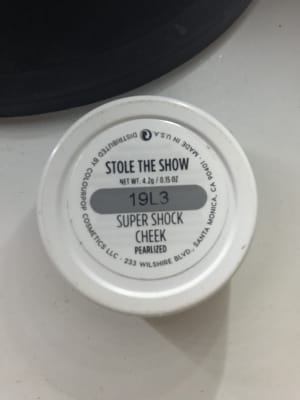 STOLE THE SHOW
NET WT. 4.2g / 0.15 OZ
19L3
SUPER SHOCK
CHEEK
PEARLIZED
DISTRIBUTED BY COLOURPOP COSMETICS LLC · 233 WILSHIRE BLVD., SANTA MONICA, CA 90401 · MADE IN U.S.A